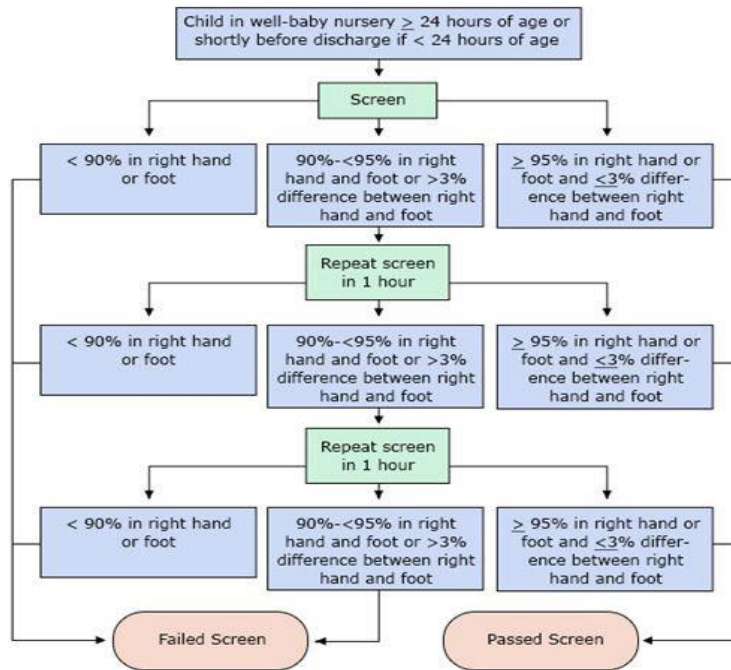 Child in well-baby nursery ≥ 24 hours of age or
shortly before discharge if < 24 hours of age
Screen
< 90% in right hand
or foot
90%-<95% in right
hand and foot or >3%
difference between right
hand and foot
≥ 95% in right hand or
foot and ≤3% differ-
ence between right
hand and foot
Repeat screen
in 1 hour
< 90% in right hand
or foot
90%-<95% in right
hand and foot or >3%
difference between right
hand and foot
≥ 95% in right hand or
foot and ≤3% differ-
ence between right
hand and foot
Repeat screen
in 1 hour
< 90% in right hand
or foot
90%-<95% in right
hand and foot or >3%
difference between right
hand and foot
≥ 95% in right hand or
foot and ≤3% differ-
ence between right
hand and foot
Failed Screen
Passed Screen